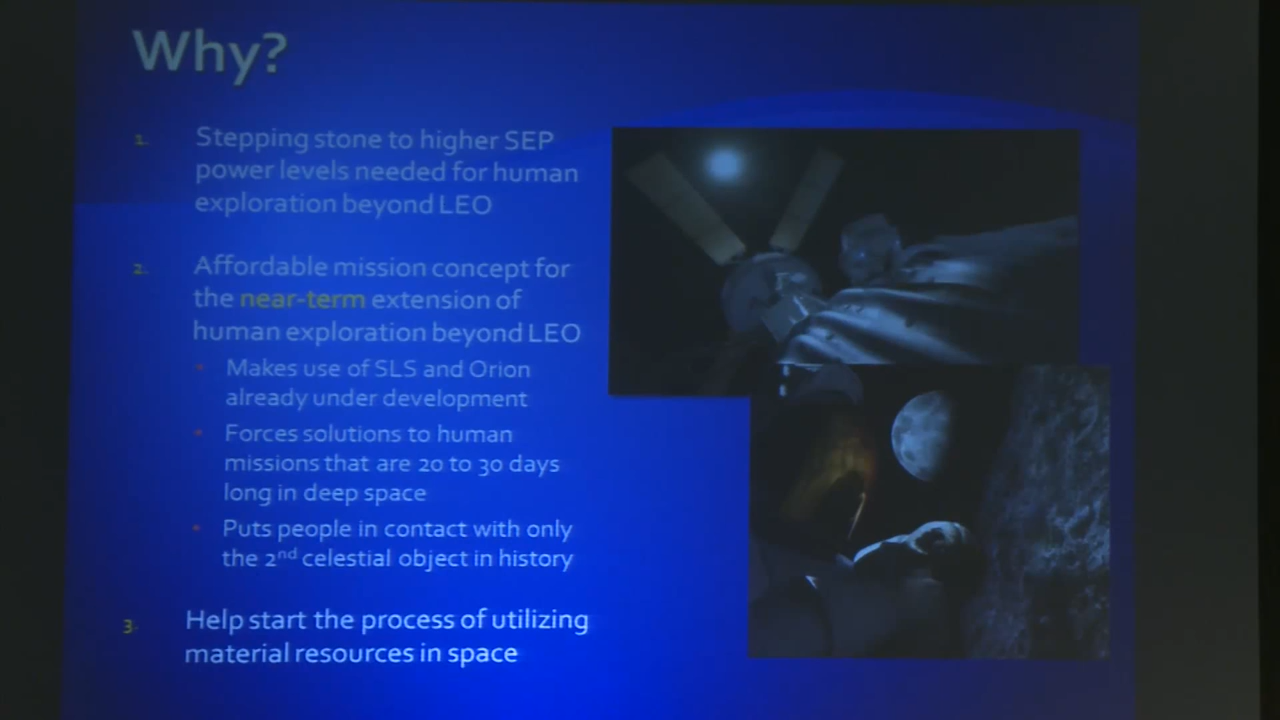 Why?
1. Stepping stone to higher SEP
power levels needed for human
exploration beyond LEO
2. Affordable mission concept for
the near-term extension of
human exploration beyond LEO
Makes use of SLS and Orion
already under development
Forces solutions to human
missions that are 20 to 30 days
long in deep space
Puts people in contact with only
the 2nd celestial object in history
3. Help start the process of utilizing
material resources in space